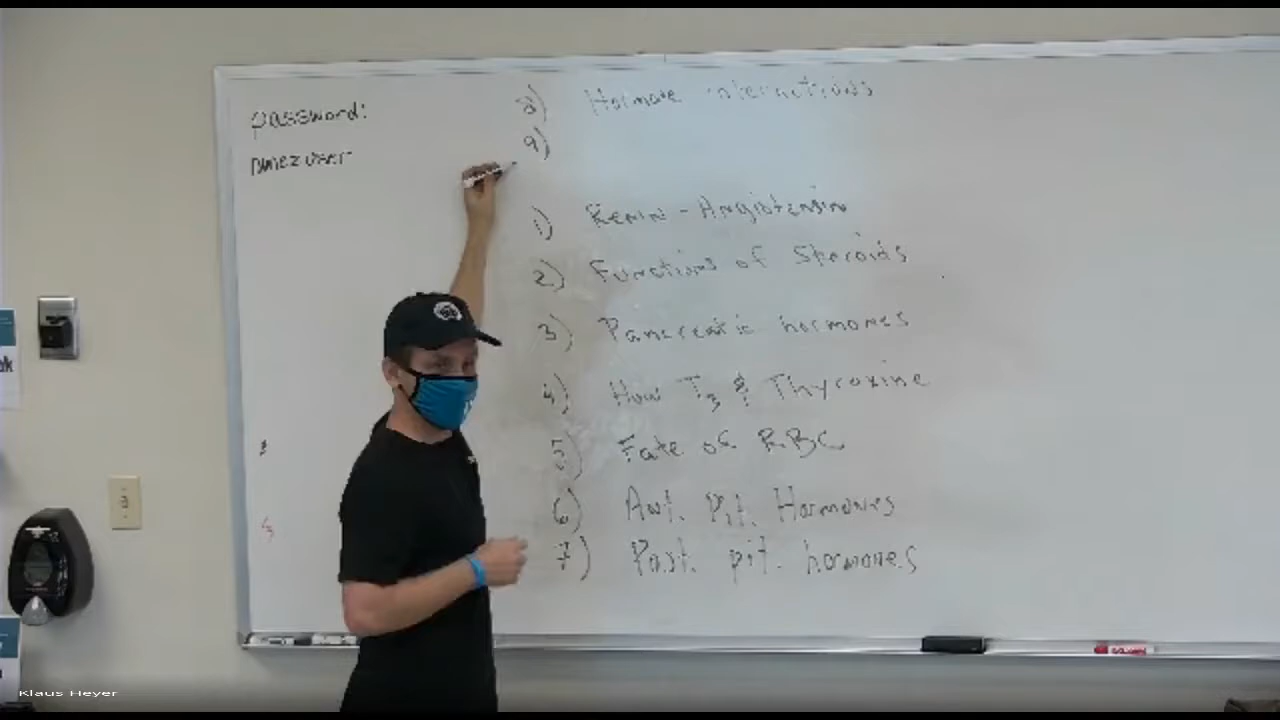 password:
8) Hormone interactions
9)
1) Renin-Angiotensin
2) Functions of Steroids
3) Pancreatic hormones
4) How T3 & Thyroxine
5) Fate of RBC
6) Ant. Pit. Hormones
7) Post. pit. hormones
Klaus Heyer